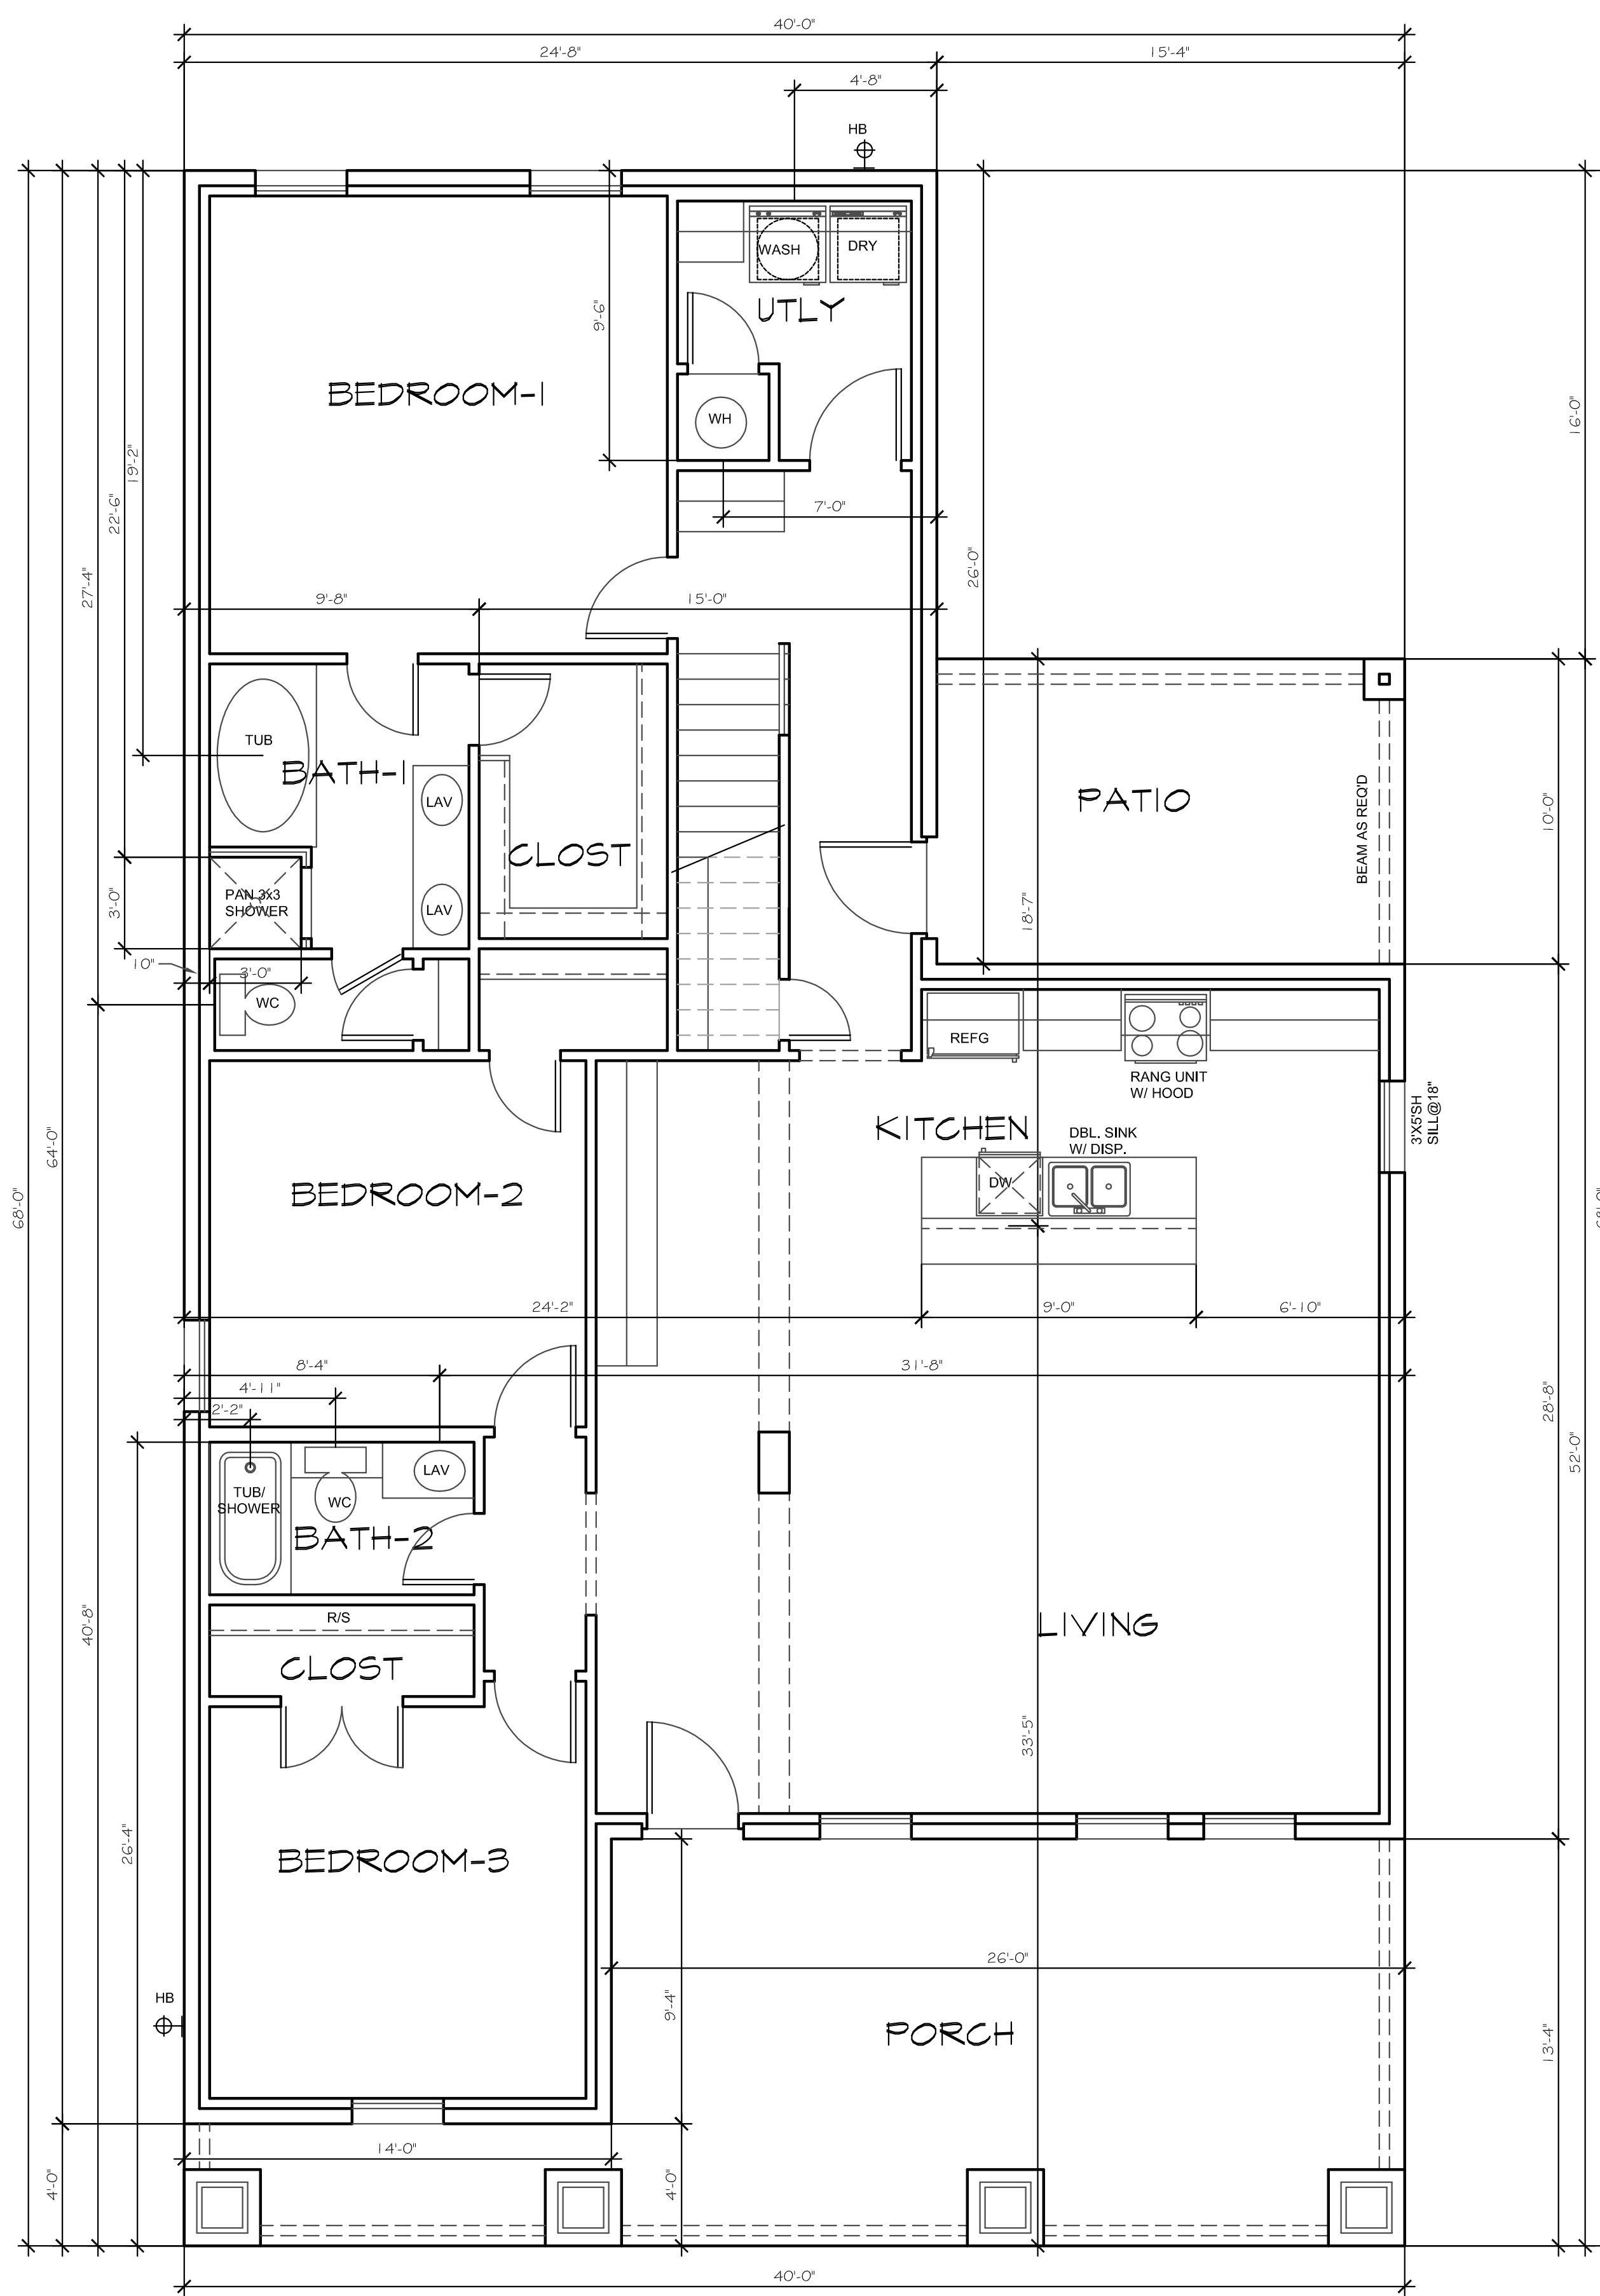 40'-0"
24'-8"
15'-4"
4'-8"
HB
WASH
DRY
UTLY
9'-6"
BEDROOM-1
WH
16'-0"
19'-2"
22'-6"
7'-0"
27'-4"
26'-0"
9'-8"
15'-0"
TUB
BATH-1
LAV
CLOST
PATIO
BEAM AS REQ'D
10'-0"
PAN 3x3
SHOWER
LAV
3'-0"
18'-7"
10"
3'-0"
WC
REFG
RANG UNIT
W/ HOOD
KITCHEN
DBL. SINK
W/ DISP.
3'X5'SH
SILL@18"
64'-0"
68'-0"
BEDROOM-2
DW
24'-2"
9'-0"
6'-10"
8'-4"
31'-8"
4'-11"
2'-2"
28'-8"
52'-0"
LAV
TUB/
SHOWER
WC
BATH-2
R/S
40'-8"
CLOST
LIVING
33'-5"
26'-4"
BEDROOM-3
26'-0"
HB
9'-4"
PORCH
13'-4"
14'-0"
4'-0"
4'-0"
40'-0"